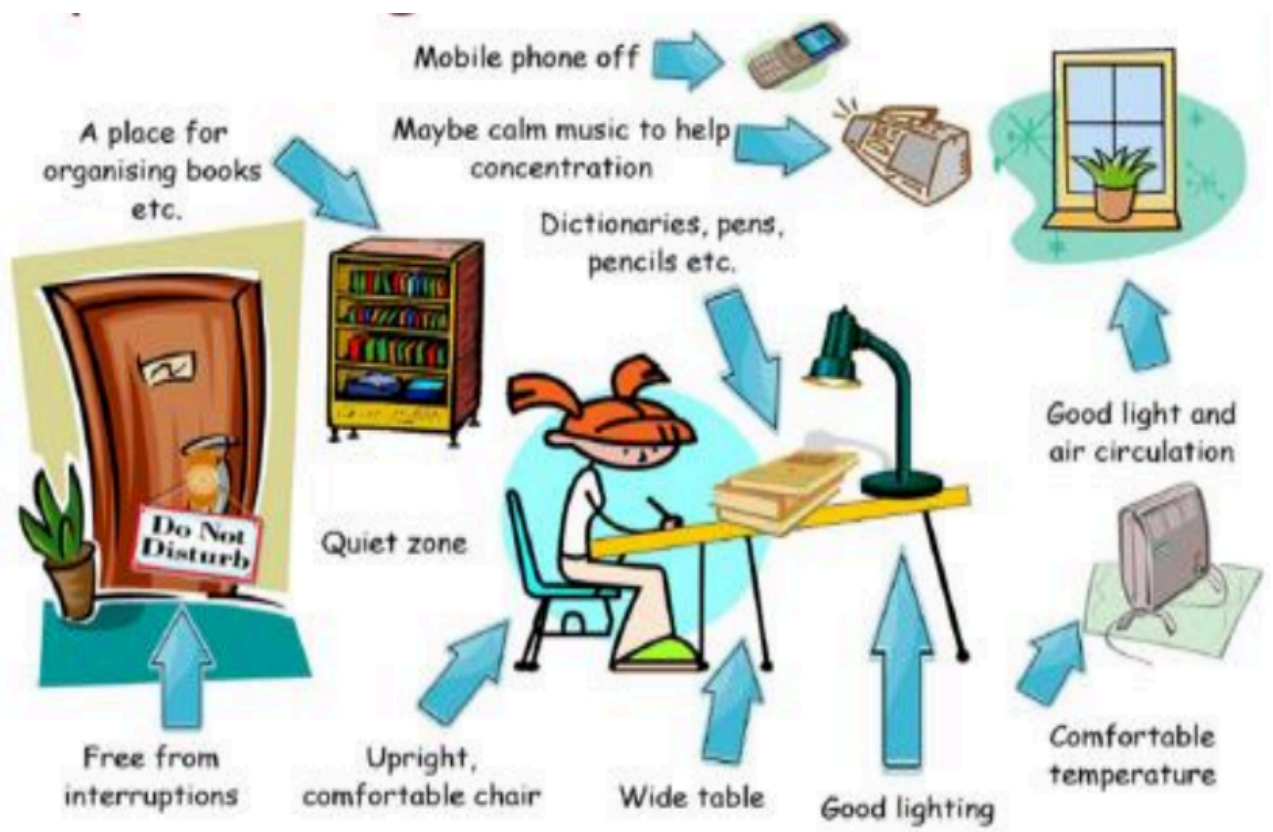 Mobile phone off
A place for
organising books
etc.
Maybe calm music to help
concentration
Dictionaries, pens,
pencils etc.
Good light and
air circulation
Do Not
Disturb
Quiet zone
Free from
interruptions
Upright,
comfortable chair
Wide table
Good lighting
Comfortable
temperature